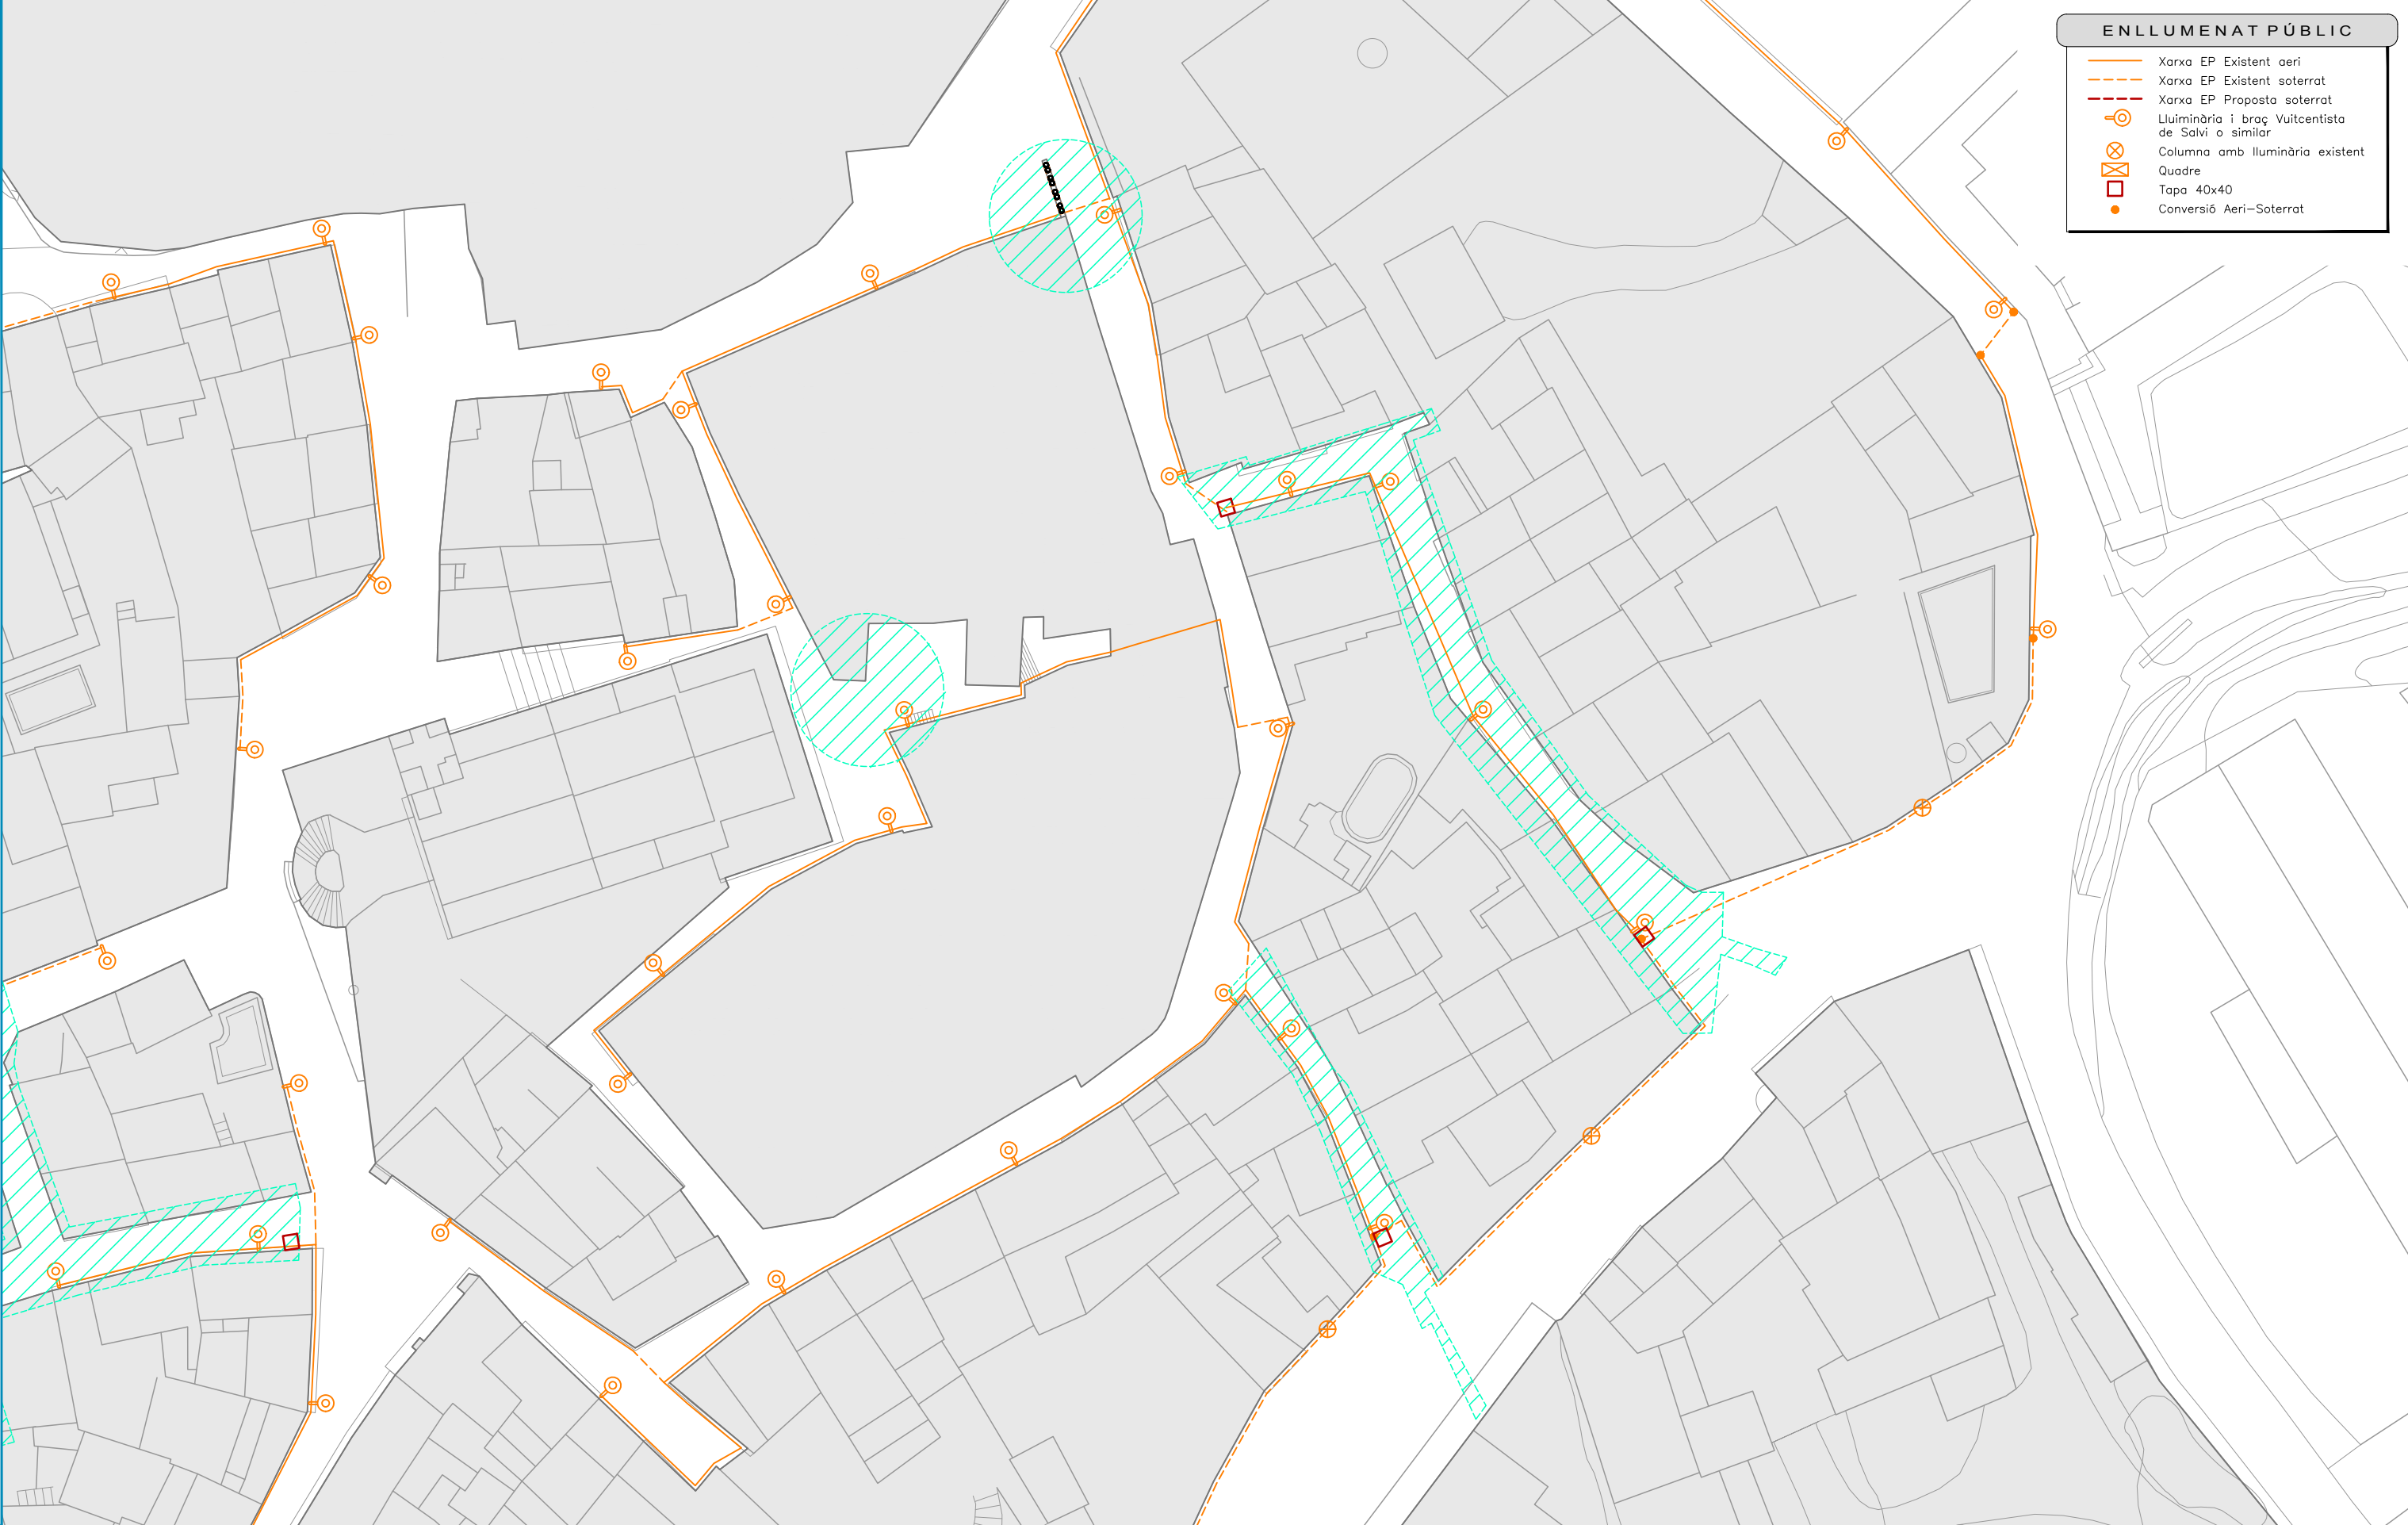 ENLLUMENAT PÚBLIC
Xarxa EP Existent aeri
Xarxa EP Existent soterrat
Xarxa EP Proposta soterrat
Lluiminària i braç Vuitcentista
de Salvi o similar
Columna amb lluminària existent
Quadre
Tapa 40x40
Conversió Aeri-Soterrat